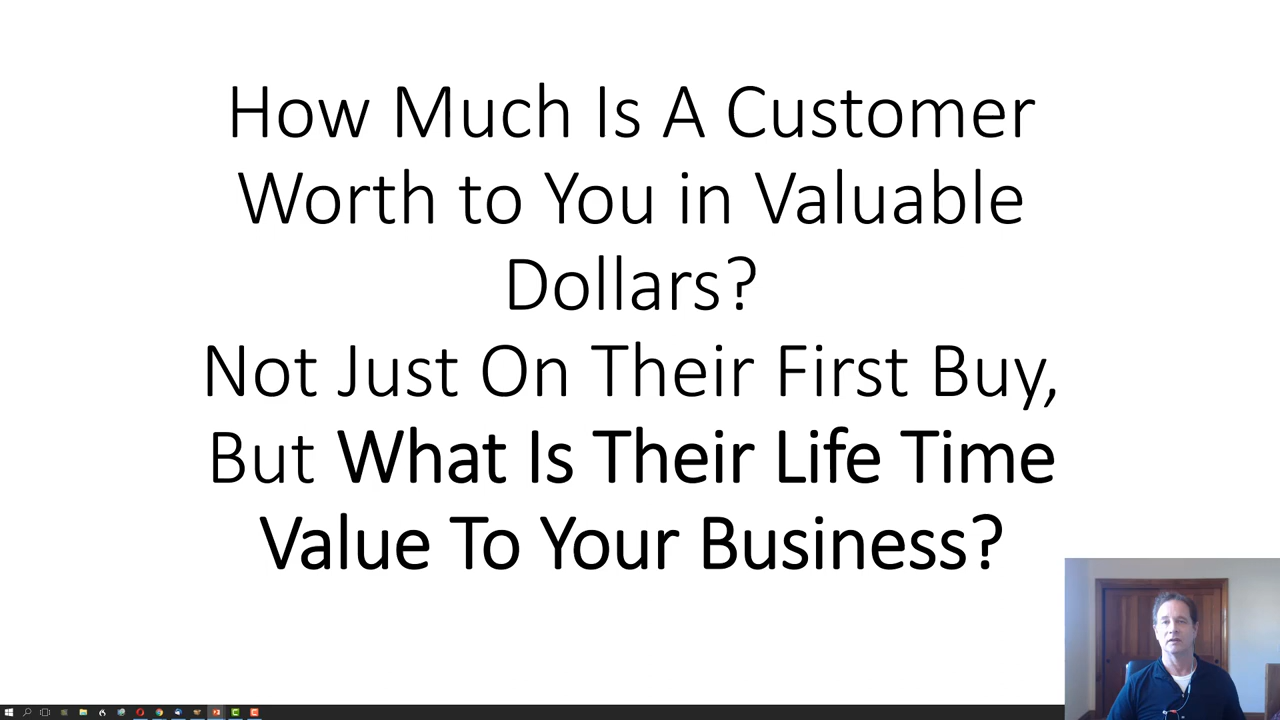 How Much Is A Customer
Worth to You in Valuable
Dollars?
Not Just On Their First Buy,
But What Is Their Life Time
Value To Your Business?